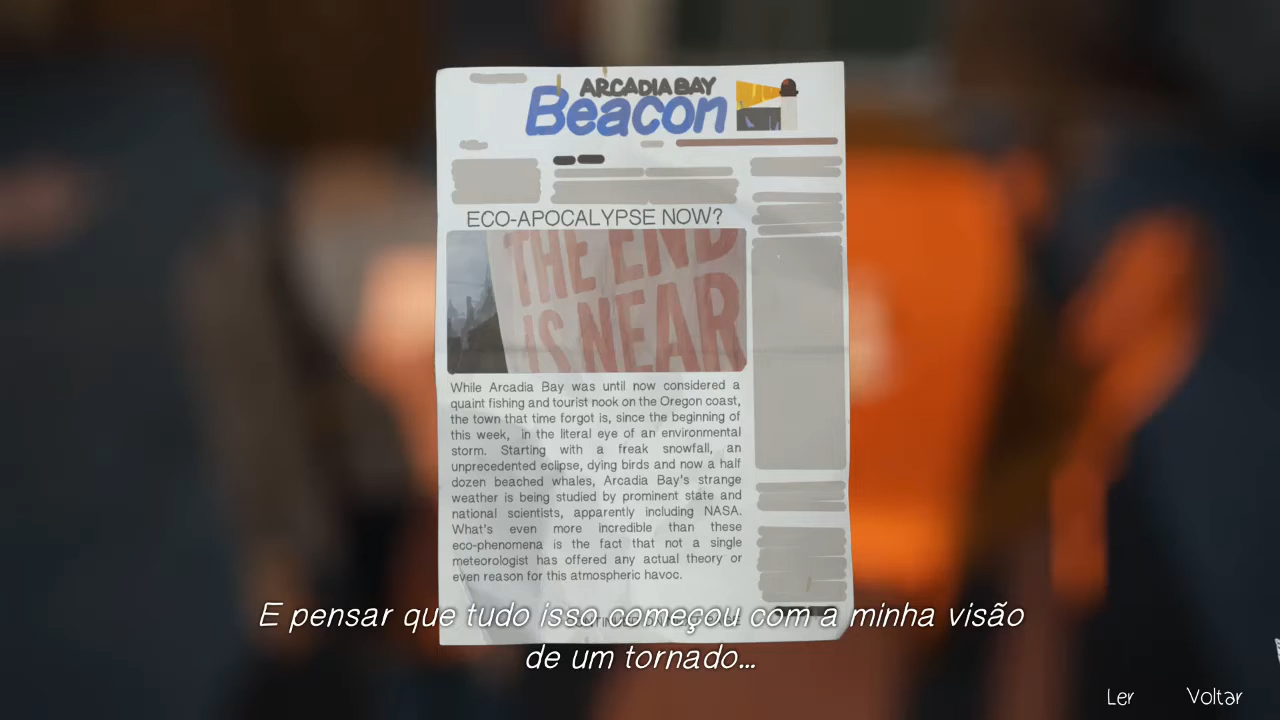 ARCADIA BAY
Beacon
ECO-APOCALYPSE NOW?
THE END
IS NEAR
While Arcadia Bay was until now considered a
quaint fishing and tourist nook on the Oregon coast,
the town that time forgot is, since the beginning of
this week, in the literal eye of an environmental
storm. Starting with a freak snowfall, an
unprecedented eclipse, dying birds and now a half
dozen beached whales, Arcadia Bay's strange
weather is being studied by prominent state and
national scientists, apparently including NASA.
What's even more incredible than these
eco-phenomena is the fact that not a single
meteorologist has offered any actual theory or
even reason for this atmospheric havoc.
E pensar que tudo isso começou com a minha visão
de um tornado...
Ler Voltar